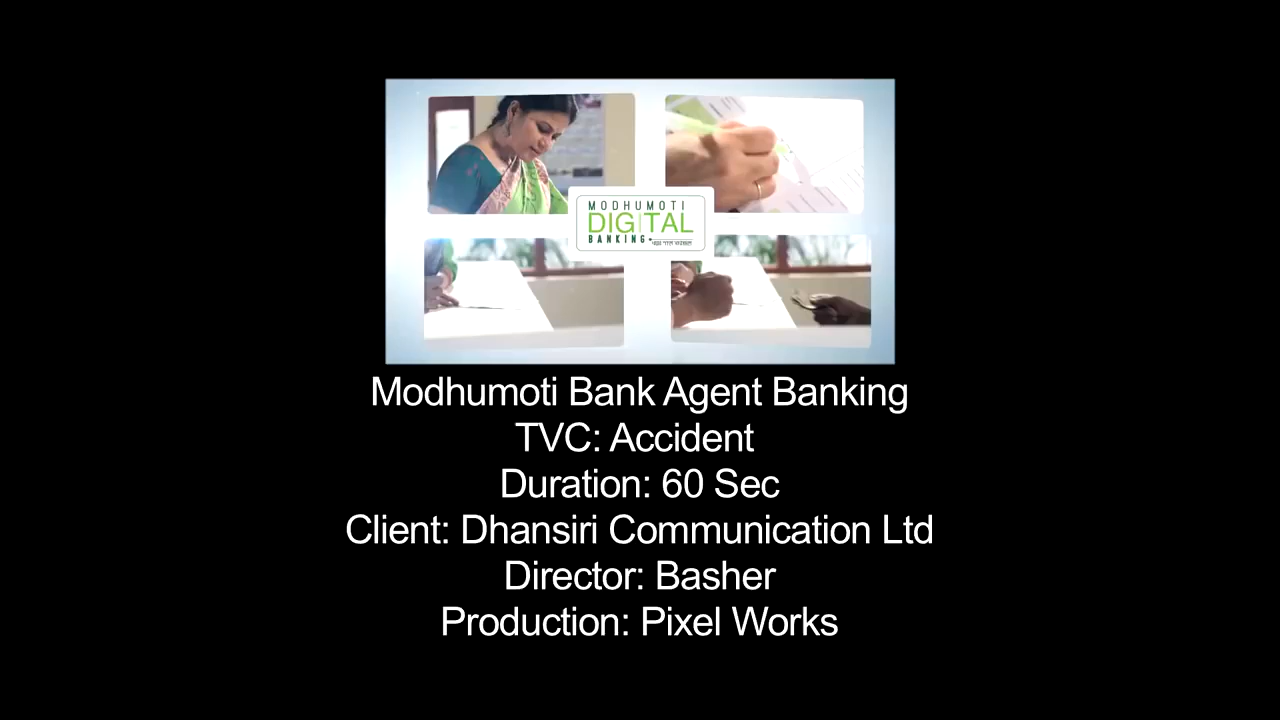 MODHUMOTI
DIGITAL
BANKING
Modhumoti Bank Agent Banking
TVC: Accident
Duration: 60 Sec
Client: Dhansiri Communication Ltd
Director: Basher
Production: Pixel Works